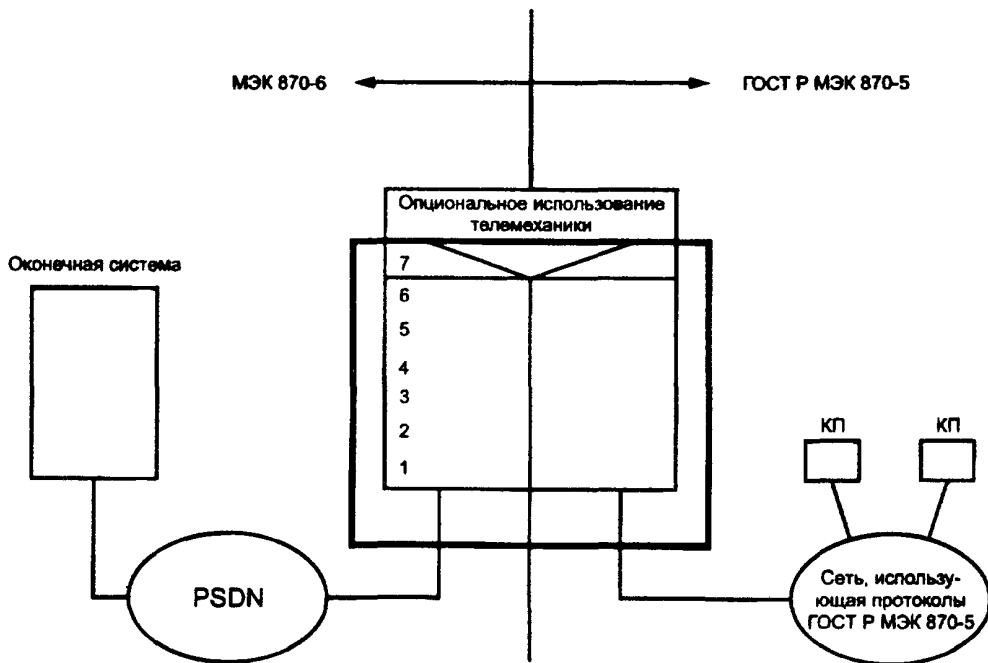 МЭК 870-6
ГОСТ Р МЭК 870-5
Опциональное использование
телемеханики
Оконечная система
7
6
5
4
3
2
1
КП
КП
PSDN
Сеть, использу-
ющая протоколы
ГОСТ Р МЭК 870-5